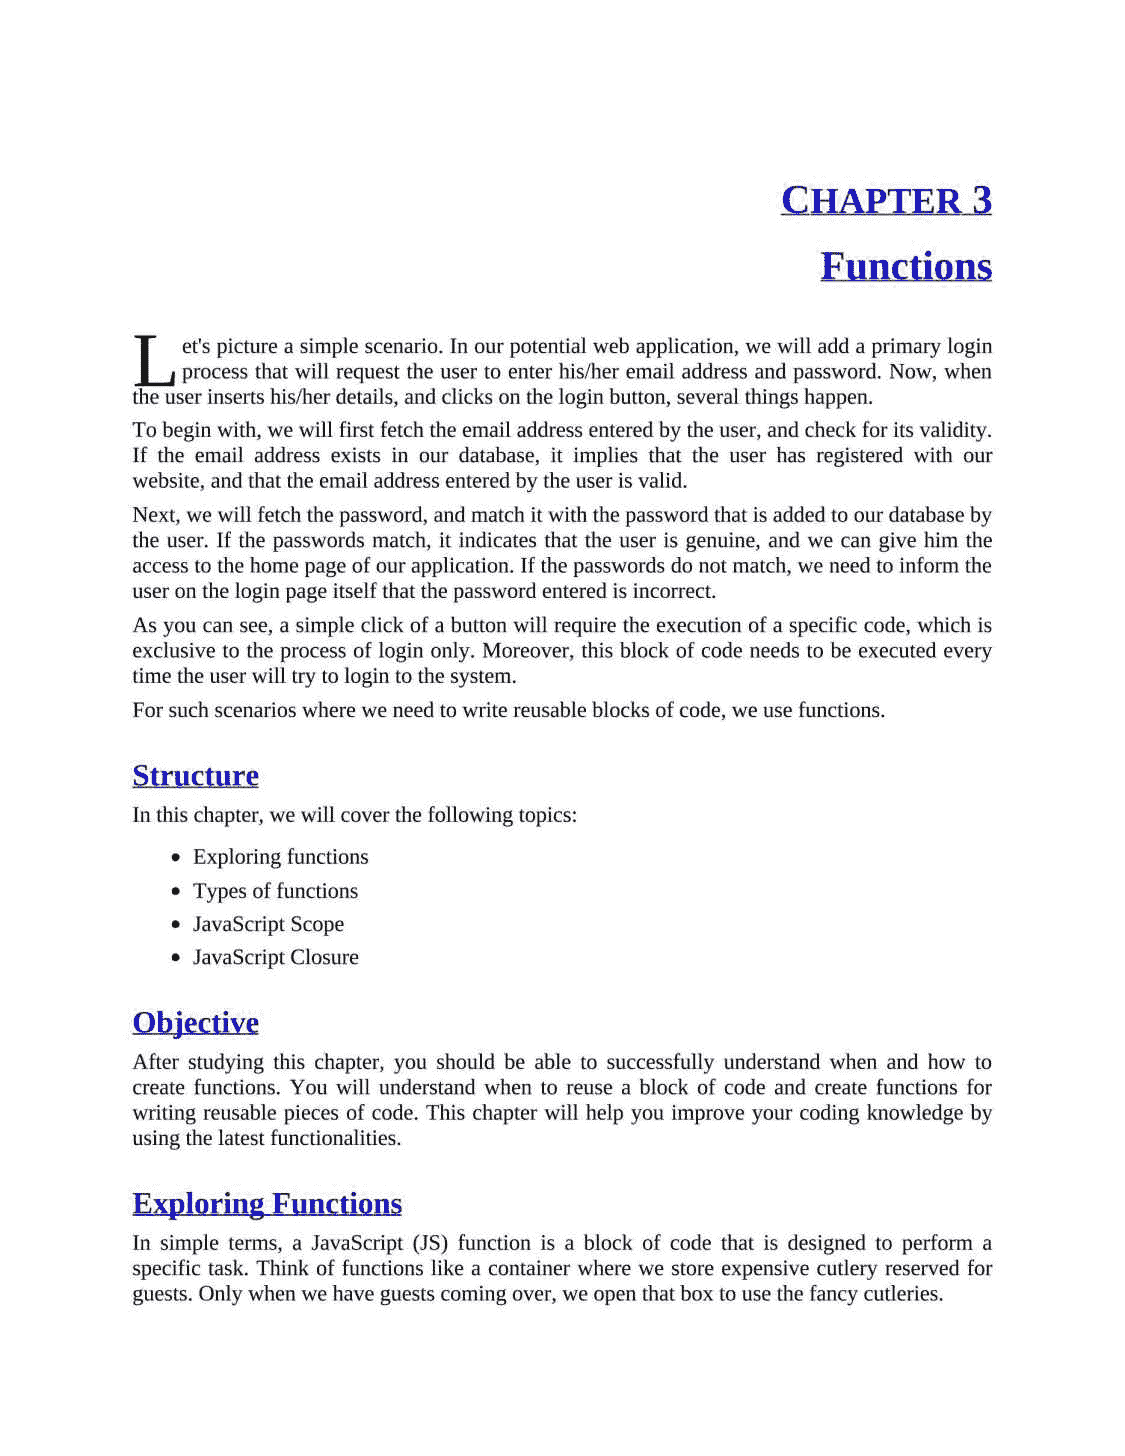 CHAPTER 3
Functions
Let's picture a simple scenario. In our potential web application, we will add a primary login
process that will request the user to enter his/her email address and password. Now, when
the user inserts his/her details, and clicks on the login button, several things happen.
To begin with, we will first fetch the email address entered by the user, and check for its validity.
If the email address exists in our database, it implies that the user has registered with our
website, and that the email address entered by the user is valid.
Next, we will fetch the password, and match it with the password that is added to our database by
the user. If the passwords match, it indicates that the user is genuine, and we can give him the
access to the home page of our application. If the passwords do not match, we need to inform the
user on the login page itself that the password entered is incorrect.
As you can see, a simple click of a button will require the execution of a specific code, which is
exclusive to the process of login only. Moreover, this block of code needs to be executed every
time the user will try to login to the system.
For such scenarios where we need to write reusable blocks of code, we use functions.
Structure
In this chapter, we will cover the following topics:
• Exploring functions
• Types of functions
• JavaScript Scope
• JavaScript Closure
Objective
After studying this chapter, you should be able to successfully understand when and how to
create functions. You will understand when to reuse a block of code and create functions for
writing reusable pieces of code. This chapter will help you improve your coding knowledge by
using the latest functionalities.
Exploring Functions
In simple terms, a JavaScript (JS) function is a block of code that is designed to perform a
specific task. Think of functions like a container where we store expensive cutlery reserved for
guests. Only when we have guests coming over, we open that box to use the fancy cutleries.